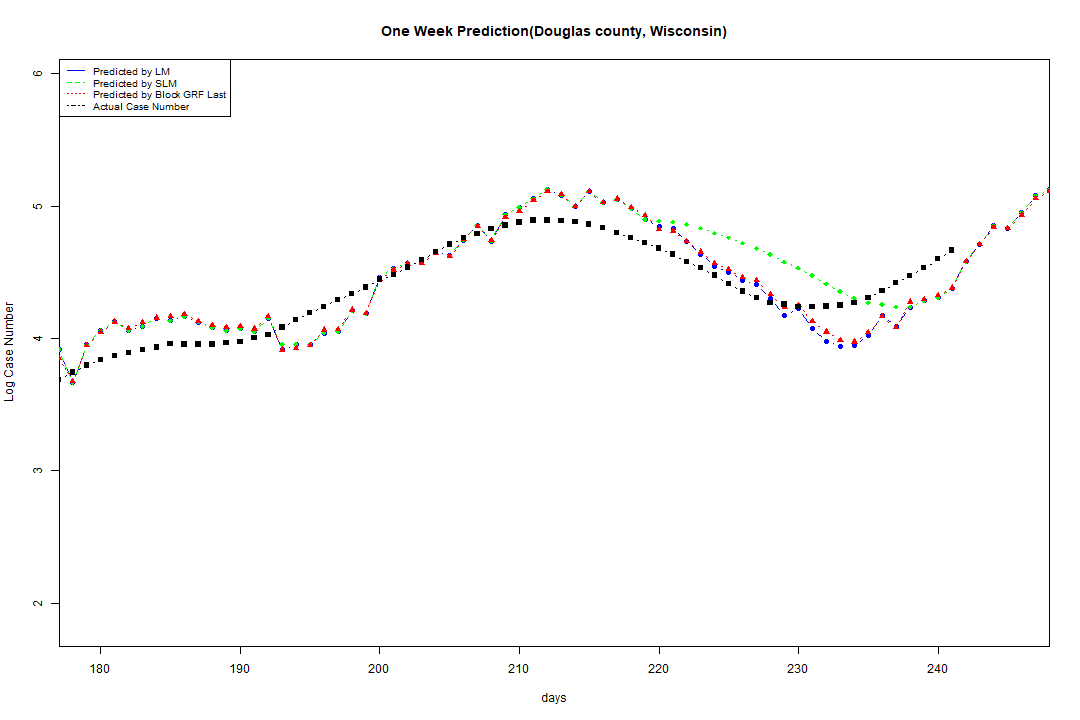 One Week Prediction(Douglas county, Wisconsin)
Predicted by LM
Predicted by SLM
Predicted by Block GRF Last
Actual Case Number
6
5
4
3
2
Log Case Number
180 190 200 210 220 230 240
days